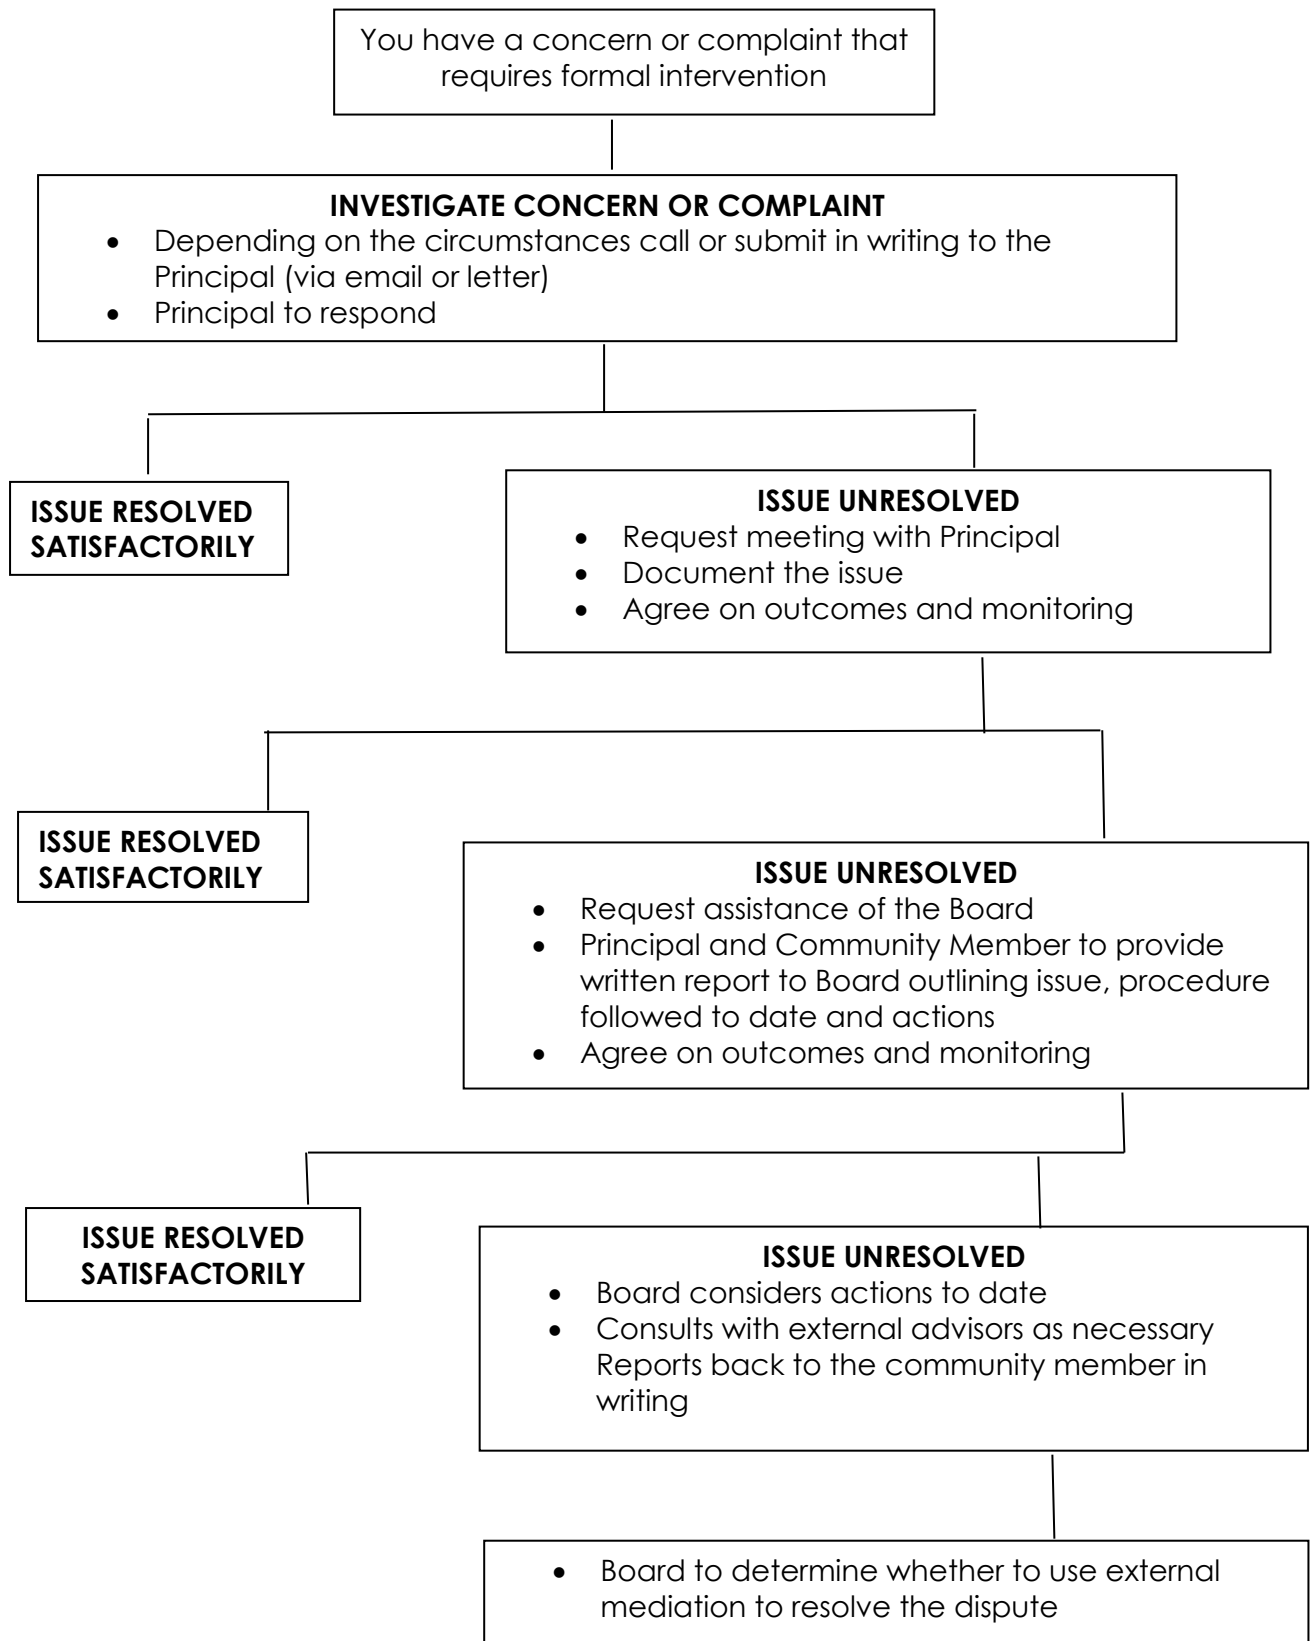 You have a concern or complaint that
requires formal intervention
INVESTIGATE CONCERN OR COMPLAINT
• Depending on the circumstances call or submit in writing to the
Principal (via email or letter)
• Principal to respond
ISSUE RESOLVED
SATISFACTORILY
ISSUE UNRESOLVED
• Request meeting with Principal
• Document the issue
• Agree on outcomes and monitoring
ISSUE RESOLVED
SATISFACTORILY
ISSUE UNRESOLVED
• Request assistance of the Board
• Principal and Community Member to provide
written report to Board outlining issue, procedure
followed to date and actions
• Agree on outcomes and monitoring
ISSUE RESOLVED
SATISFACTORILY
ISSUE UNRESOLVED
• Board considers actions to date
• Consults with external advisors as necessary
Reports back to the community member in
writing
• Board to determine whether to use external
mediation to resolve the dispute